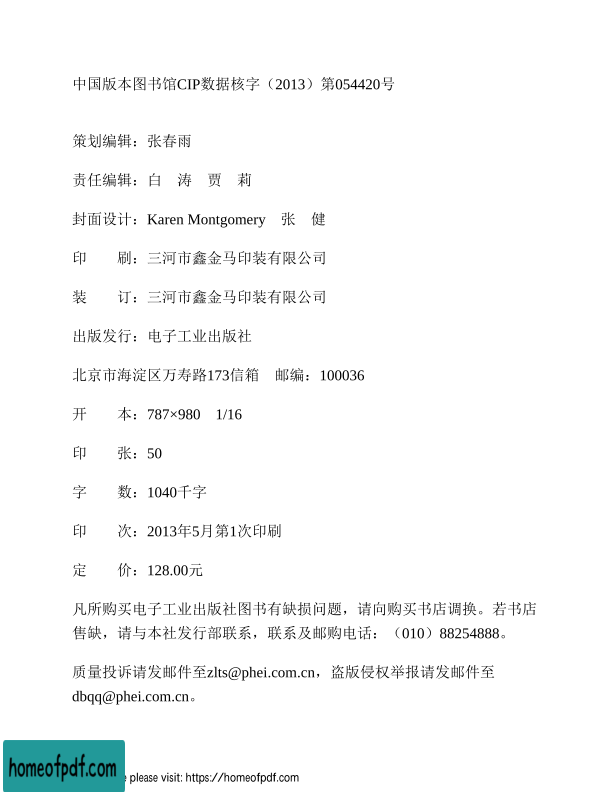 中国版本图书馆CIP数据核字（2013）第054420号
策划编辑：张春雨
责任编辑：白　涛　贾　莉
封面设计：Karen Montgomery　张　健
印　　刷：三河市鑫金马印装有限公司
装　　订：三河市鑫金马印装有限公司
出版发行：电子工业出版社
北京市海淀区万寿路173信箱　邮编：100036
开　　本：787×980　1/16
印　　张：50
字　　数：1040千字
印　　次：2013年5月第1次印刷
定　　价：128.00元
凡所购买电子工业出版社图书有缺损问题，请向购买书店调换。若书店
售缺，请与本社发行部联系，联系及邮购电话：（010）88254888。
质量投诉请发邮件至zlts@phei.com.cn，盗版侵权举报请发邮件至
dbqq@phei.com.cn。
homeofpdf.com
please visit: https://homeofpdf.com